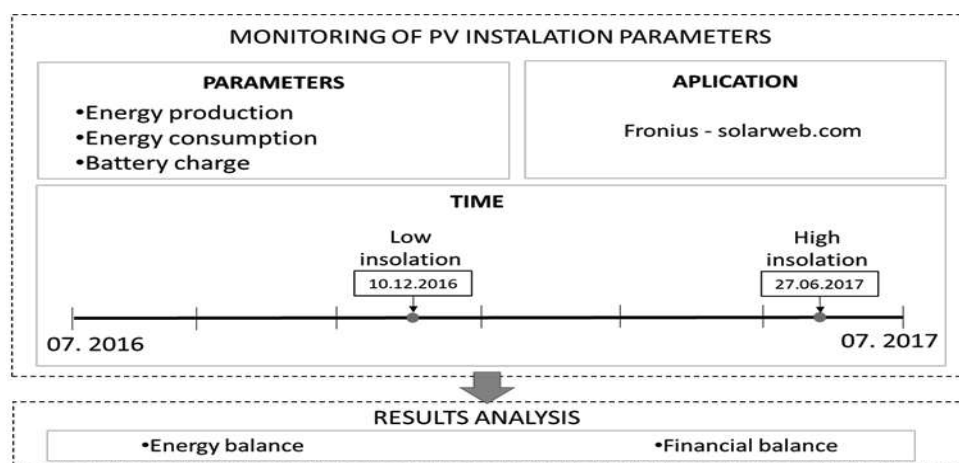 MONITORING OF PV INSTALATION PARAMETERS
PARAMETERS
•Energy production
•Energy consumption
•Battery charge
APLICATION
Fronius - solarweb.com
TIME
Low
insolation
10.12.2016
High
insolation
27.06.2017
07. 2016
07. 2017
RESULTS ANALYSIS
•Energy balance
•Financial balance